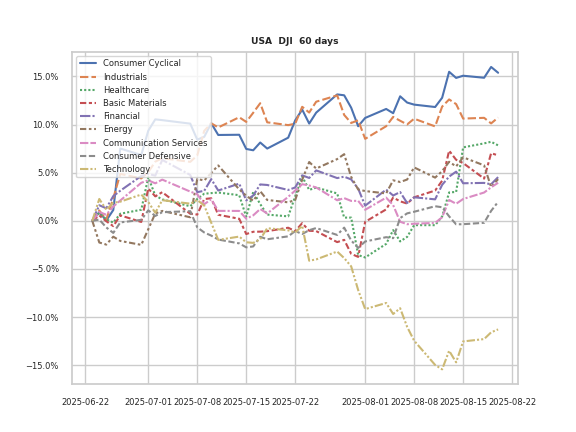 USA DJI 60 days
Consumer Cyclical
Industrials
Healthcare
Basic Materials
Financial
Energy
Communication Services
Consumer Defensive
Technology
15.0%
10.0%
5.0%
0.0%
−5.0%
−10.0%
−15.0%
2025-06-22 2025-07-01 2025-07-08 2025-07-15 2025-07-22 2025-08-01 2025-08-08 2025-08-15 2025-08-22